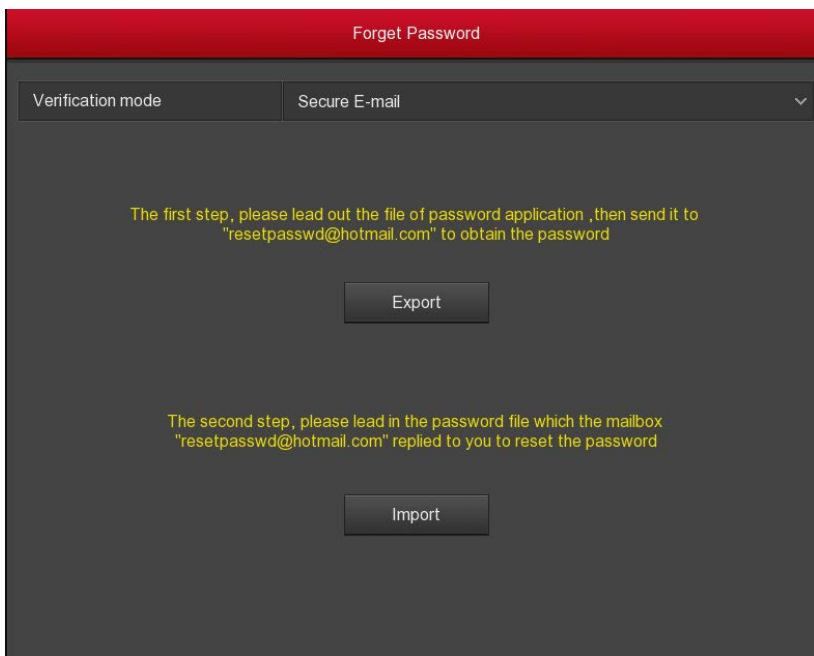 Forget Password
Verification mode
Secure E-mail
The first step, please lead out the file of password application ,then send it to
"resetpasswd@hotmail.com" to obtain the password
Export
The second step, please lead in the password file which the mailbox
"resetpasswd@hotmail.com" replied to you to reset the password
Import